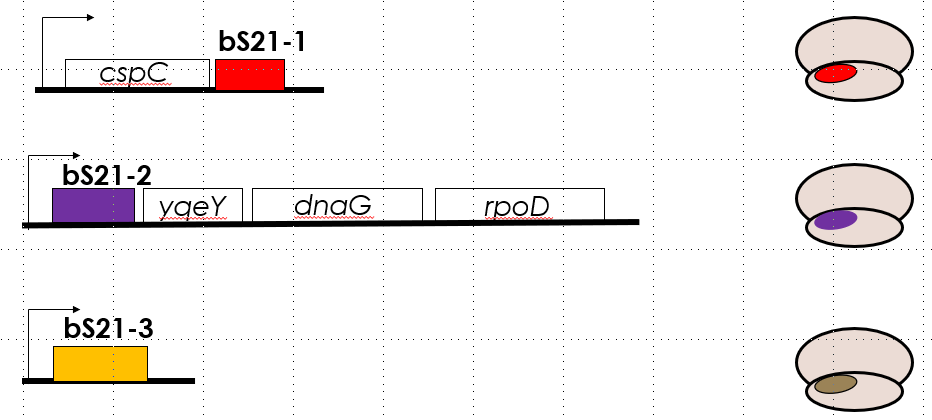 bS21-1
cspC
bS21-2
yqeY dnaG rpoD
bS21-3